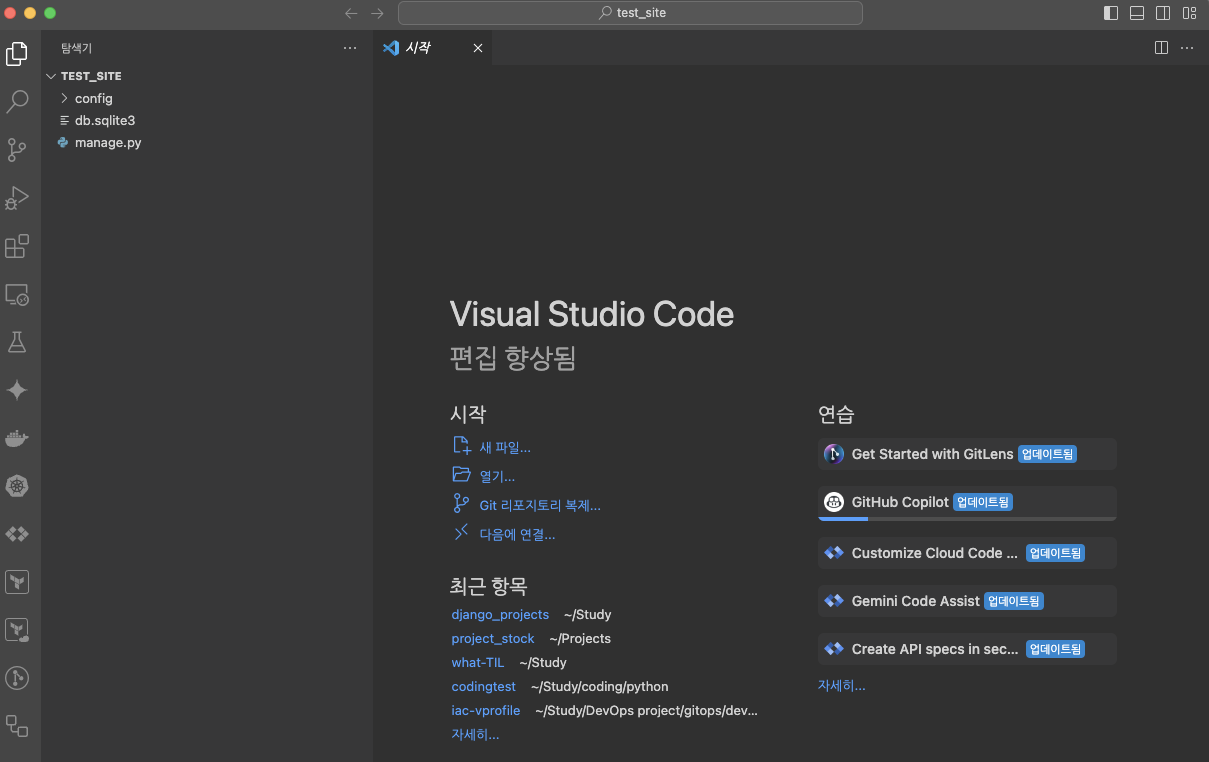 test_site
탐색기
시작
TEST_SITE
config
db.sqlite3
manage.py
Visual Studio Code
편집 향상됨
시작
새 파일...
열기...
Git 리포지토리 복제...
다음에 연결...
최근 항목
django_projects ~/Study
project_stock ~/Projects
what-TIL ~/Study
codingtest ~/Study/coding/python
iac-vprofile ~/Study/DevOps project/gitops/dev...
자세히...
연습
Get Started with GitLens 업데이트됨
GitHub Copilot 업데이트됨
Customize Cloud Code ... 업데이트됨
Gemini Code Assist 업데이트됨
Create API specs in sec... 업데이트됨
자세히...